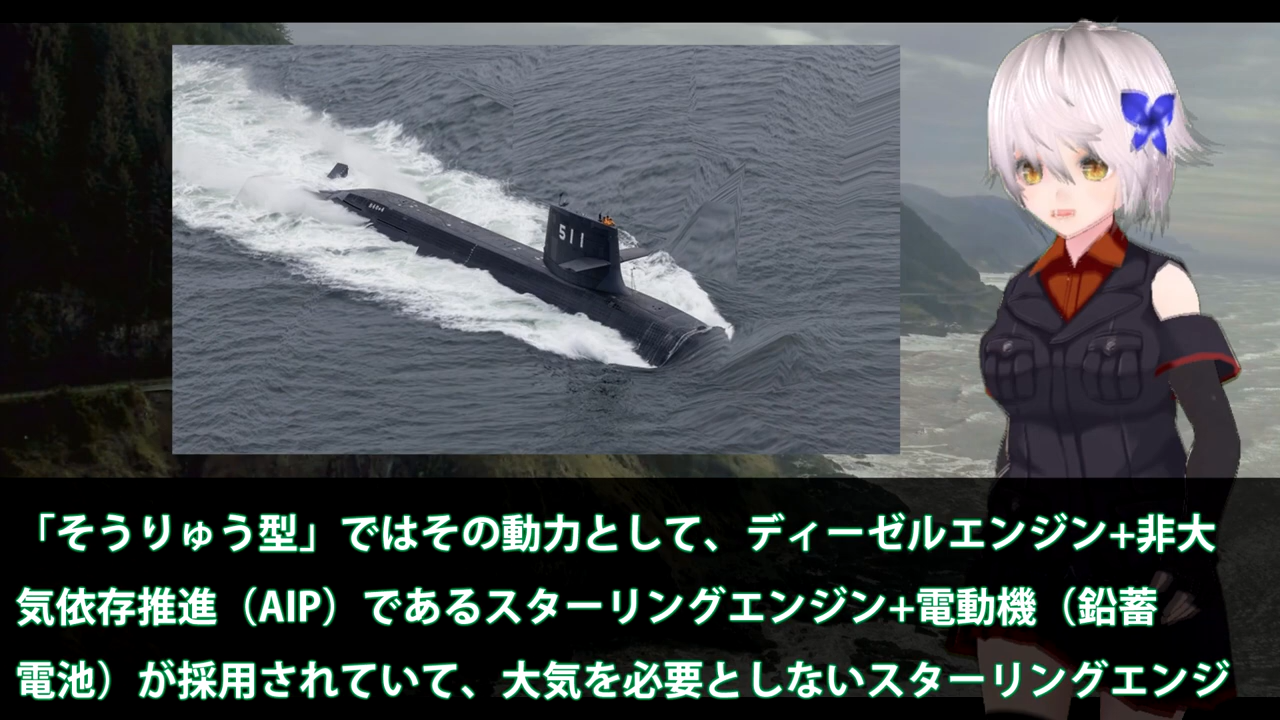 511
「そうりゅう型」ではその動力として、ディーゼルエンジン+非大
気依存推進（AIP）であるスターリングエンジン+電動機（鉛蓄
電池）が採用されていて、大気を必要としないスターリングエンジ